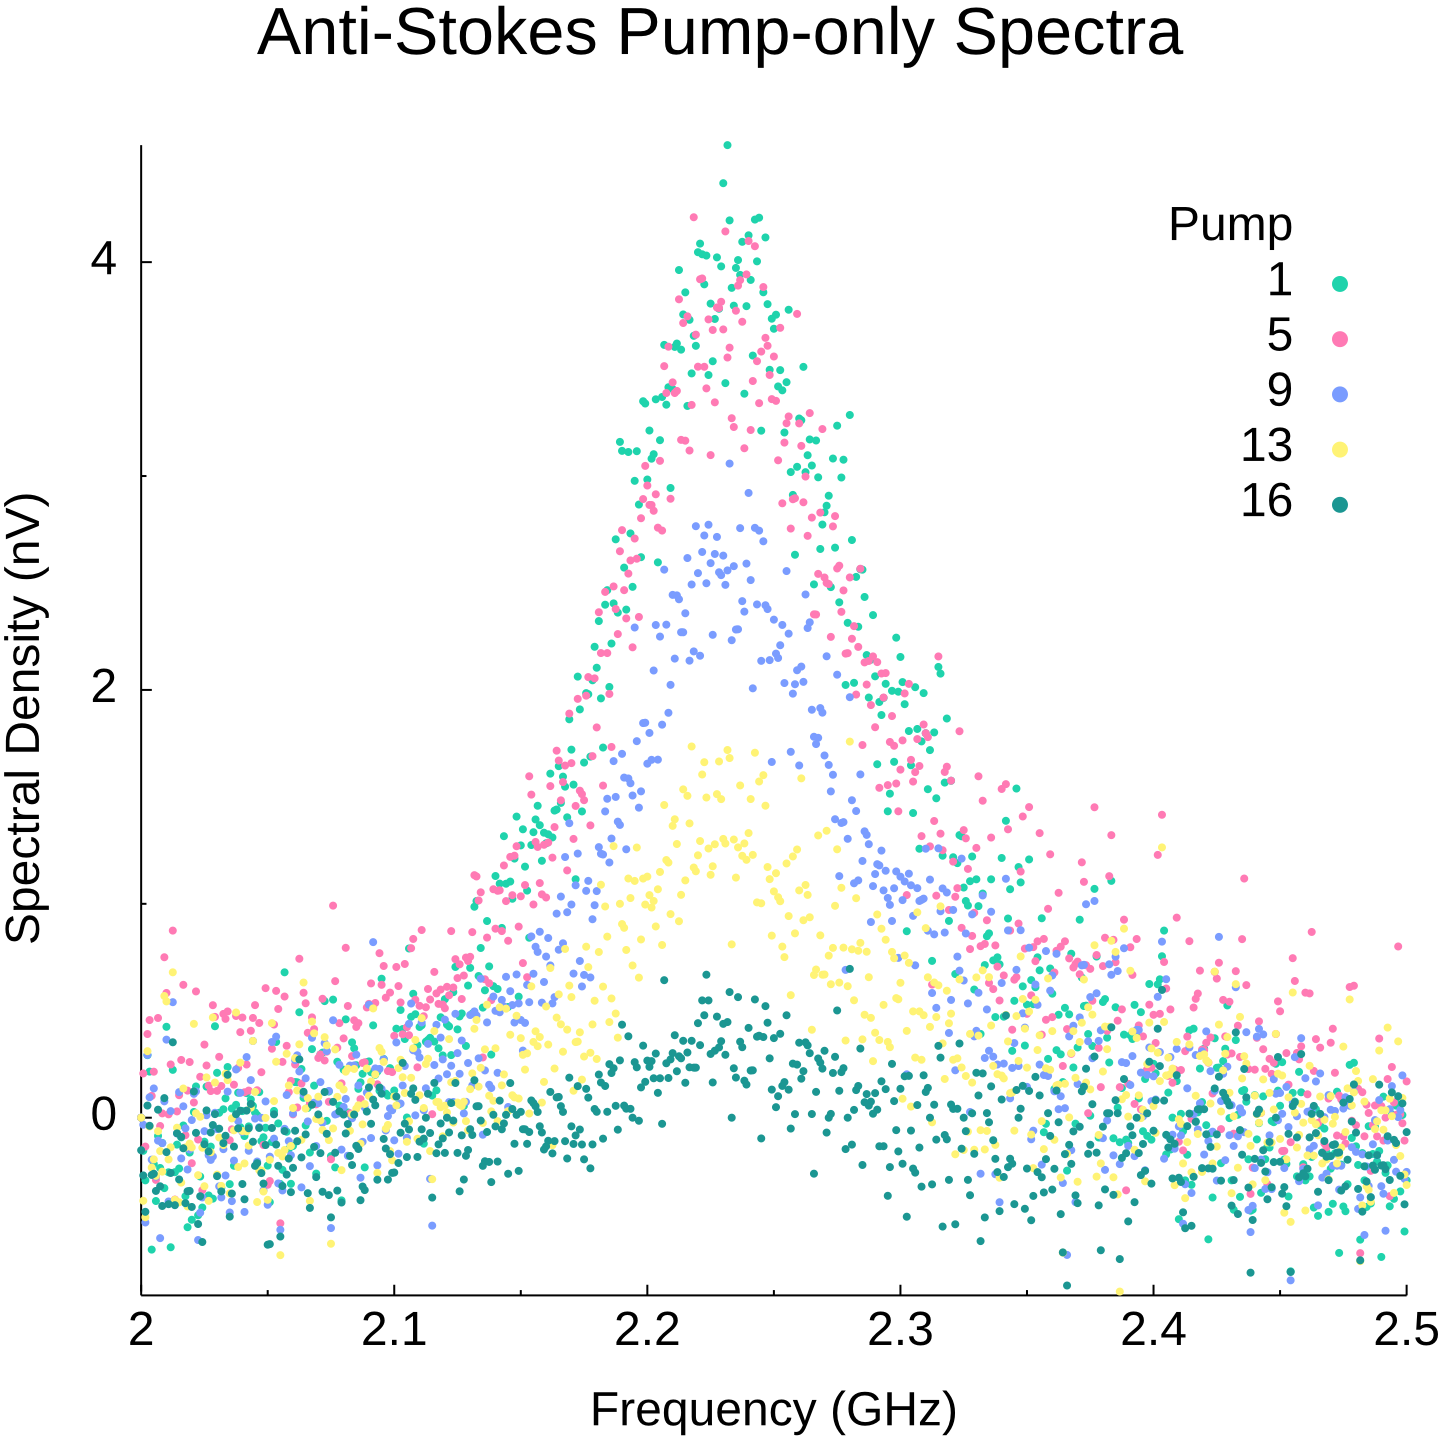 Anti-Stokes Pump-only Spectra
Pump
1
5
9
13
16
4
2
0
Spectral Density (nV)
2 2.1 2.2 2.3 2.4 2.5
Frequency (GHz)